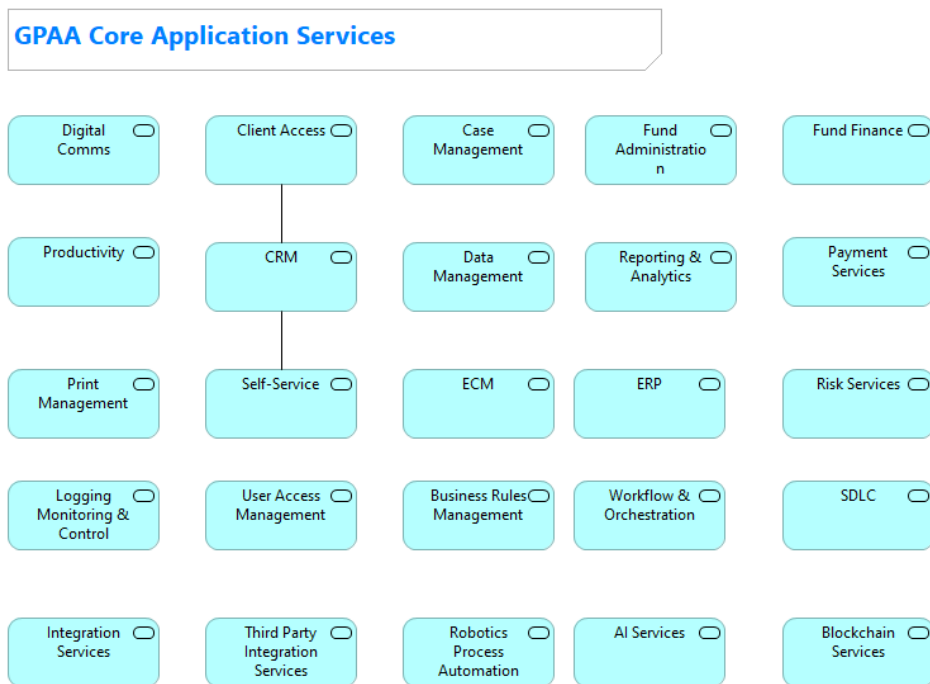 GPAA Core Application Services
Digital
Comms
Client Access
Case
Management
Fund
Administratio
n
Fund Finance
Productivity
CRM
Data
Management
Reporting &
Analytics
Payment
Services
Print
Management
Self-Service
ECM
ERP
Risk Services
Logging
Monitoring &
Control
User Access
Management
Business Rules
Management
Workflow &
Orchestration
SDLC
Integration
Services
Third Party
Integration
Services
Robotics
Process
Automation
AI Services
Blockchain
Services